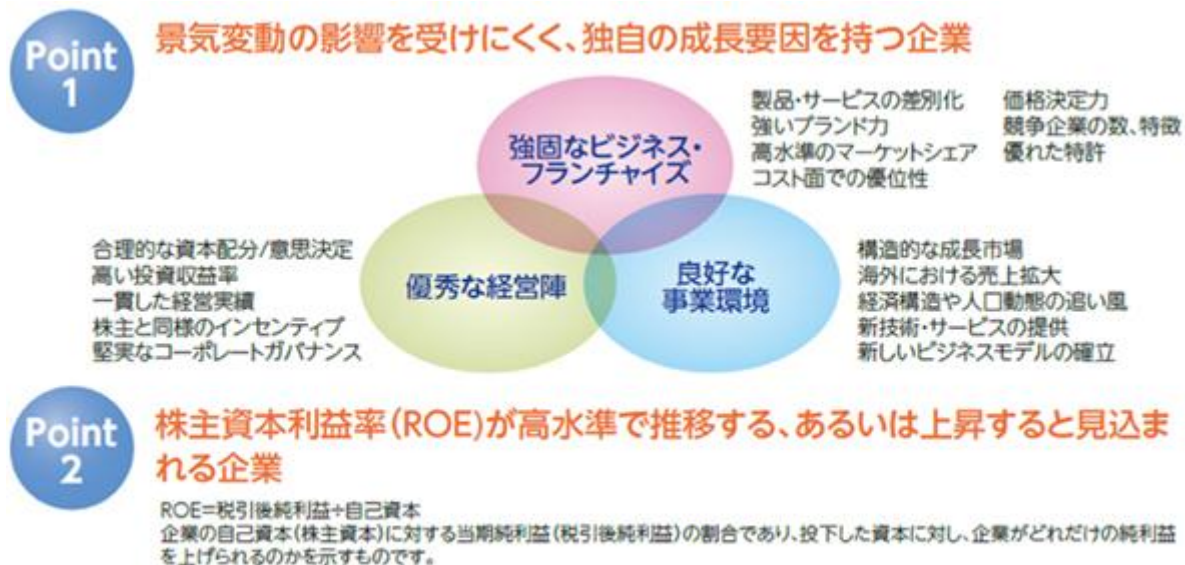 Point
1
景気変動の影響を受けにくく、独自の成長要因を持つ企業
強固なビジネス・
フランチャイズ
製品・サービスの差別化
強いブランド力
高水準のマーケットシェア
コスト面での優位性
価格決定力
競争企業の数、特徴
優れた特許
合理的な資本配分/意思決定
高い投資収益率
一貫した経営実績
株主と同様のインセンティブ
堅実なコーポレートガバナンス
優秀な経営陣
良好な
事業環境
構造的な成長市場
海外における売上拡大
経済構造や人口動態の追い風
新技術・サービスの提供
新しいビジネスモデルの確立
Point
2
株主資本利益率(ROE)が高水準で推移する、あるいは上昇すると見込ま
れる企業
ROE=税引後純利益÷自己資本
企業の自己資本(株主資本)に対する当期純利益(税引後純利益)の割合であり、投下した資本に対し、企業がどれだけの純利益
を上げられるのかを示すものです。